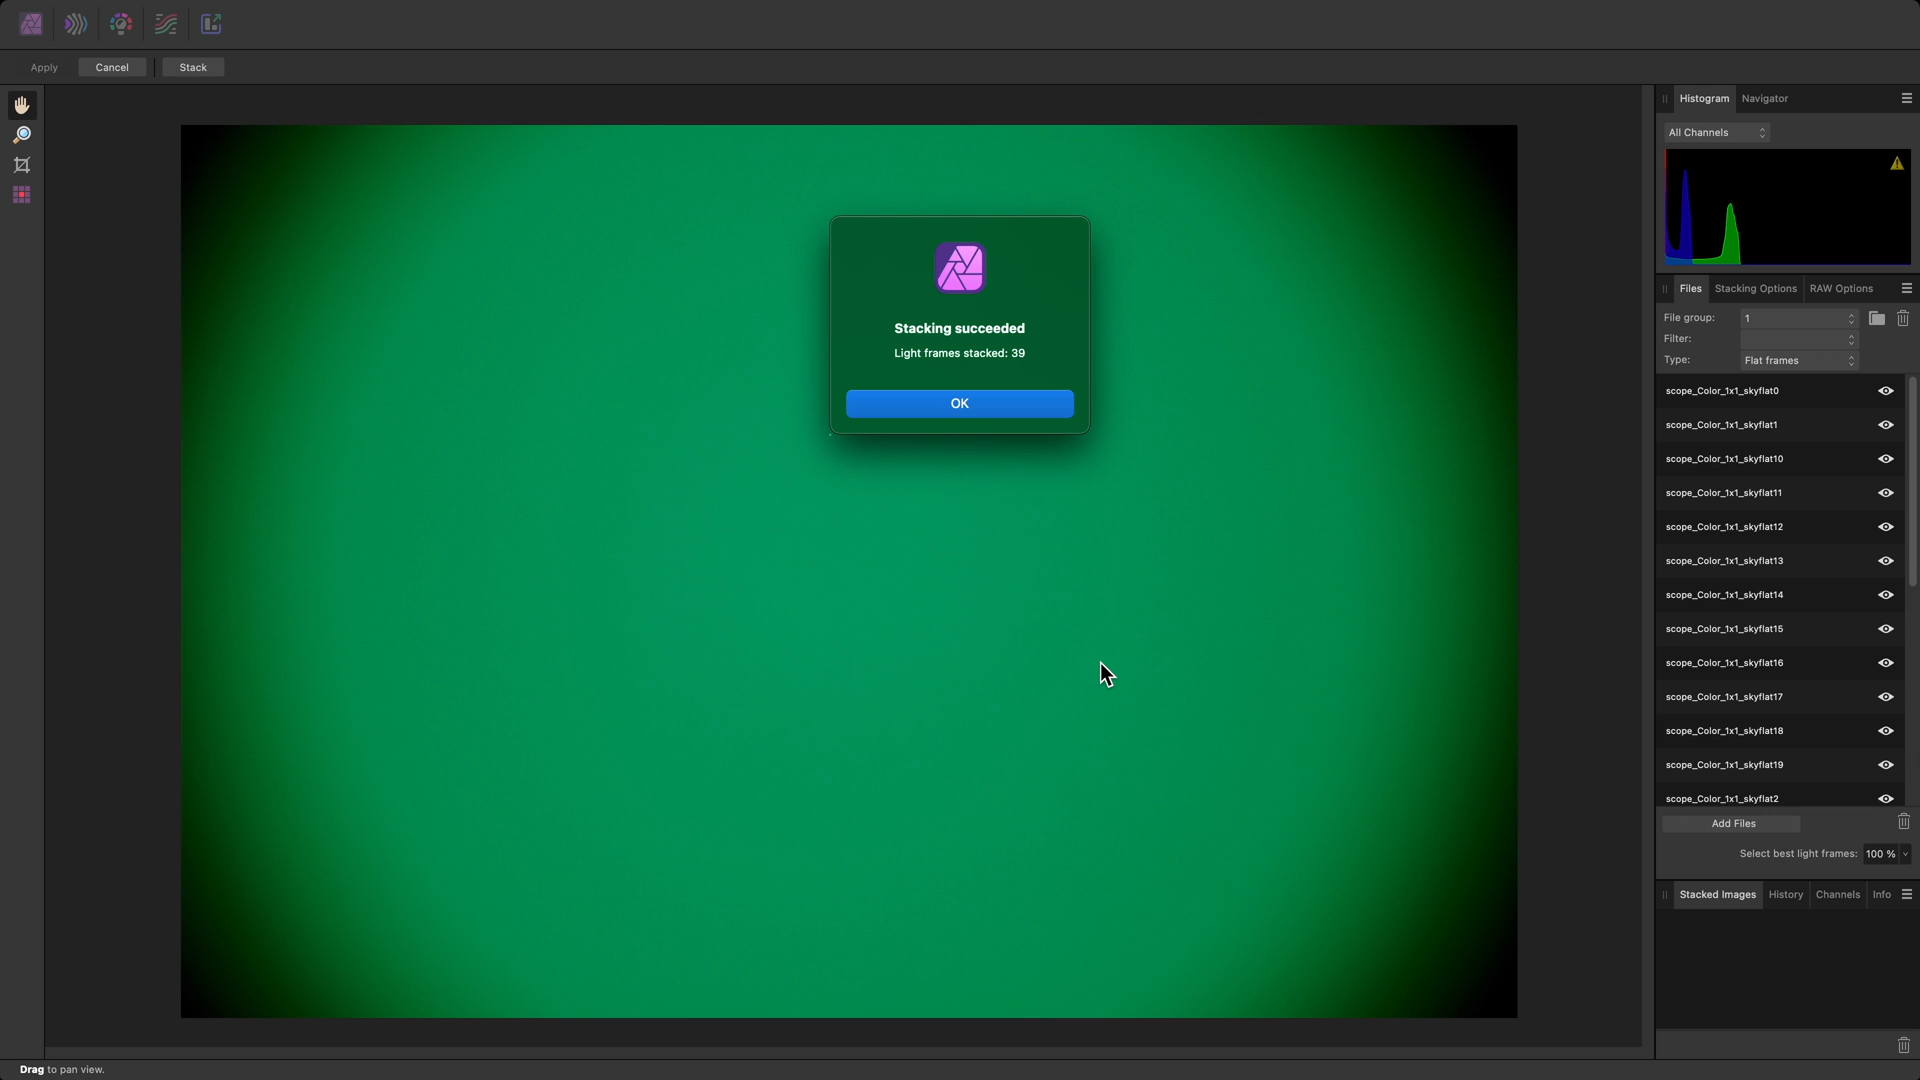 Apply Cancel Stack
Histogram Navigator
All Channels
Stacking succeeded
Light frames stacked: 39
OK
Files Stacking Options RAW Options
File group: 1
Filter:
Type: Flat frames
scope_Color_1x1_skyflat0
scope_Color_1x1_skyflat1
scope_Color_1x1_skyflat10
scope_Color_1x1_skyflat11
scope_Color_1x1_skyflat12
scope_Color_1x1_skyflat13
scope_Color_1x1_skyflat14
scope_Color_1x1_skyflat15
scope_Color_1x1_skyflat16
scope_Color_1x1_skyflat17
scope_Color_1x1_skyflat18
scope_Color_1x1_skyflat19
scope_Color_1x1_skyflat2
Add Files
Select best light frames: 100 %
Stacked Images History Channels Info
Drag to pan view.